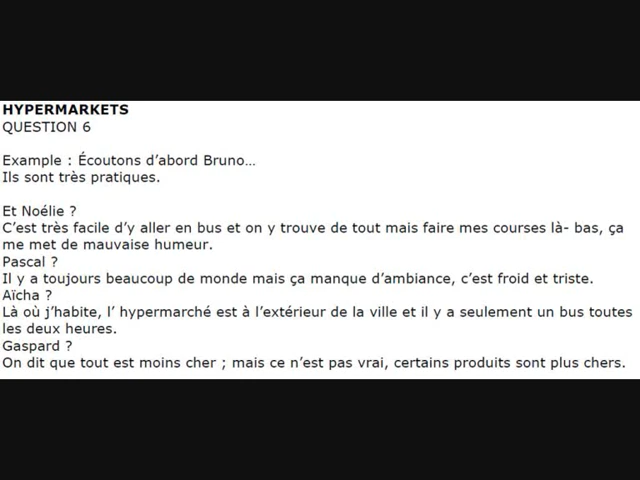 HYPERMARKETS
QUESTION 6
Example : Écoutons d’abord Bruno…
Ils sont très pratiques.
Et Noélie ?
C’est très facile d’y aller en bus et on y trouve de tout mais faire mes courses là- bas, ça
me met de mauvaise humeur.
Pascal ?
Il y a toujours beaucoup de monde mais ça manque d’ambiance, c’est froid et triste.
Aïcha ?
Là où j’habite, l’ hypermarché est à l’extérieur de la ville et il y a seulement un bus toutes
les deux heures.
Gaspard ?
On dit que tout est moins cher ; mais ce n’est pas vrai, certains produits sont plus chers.